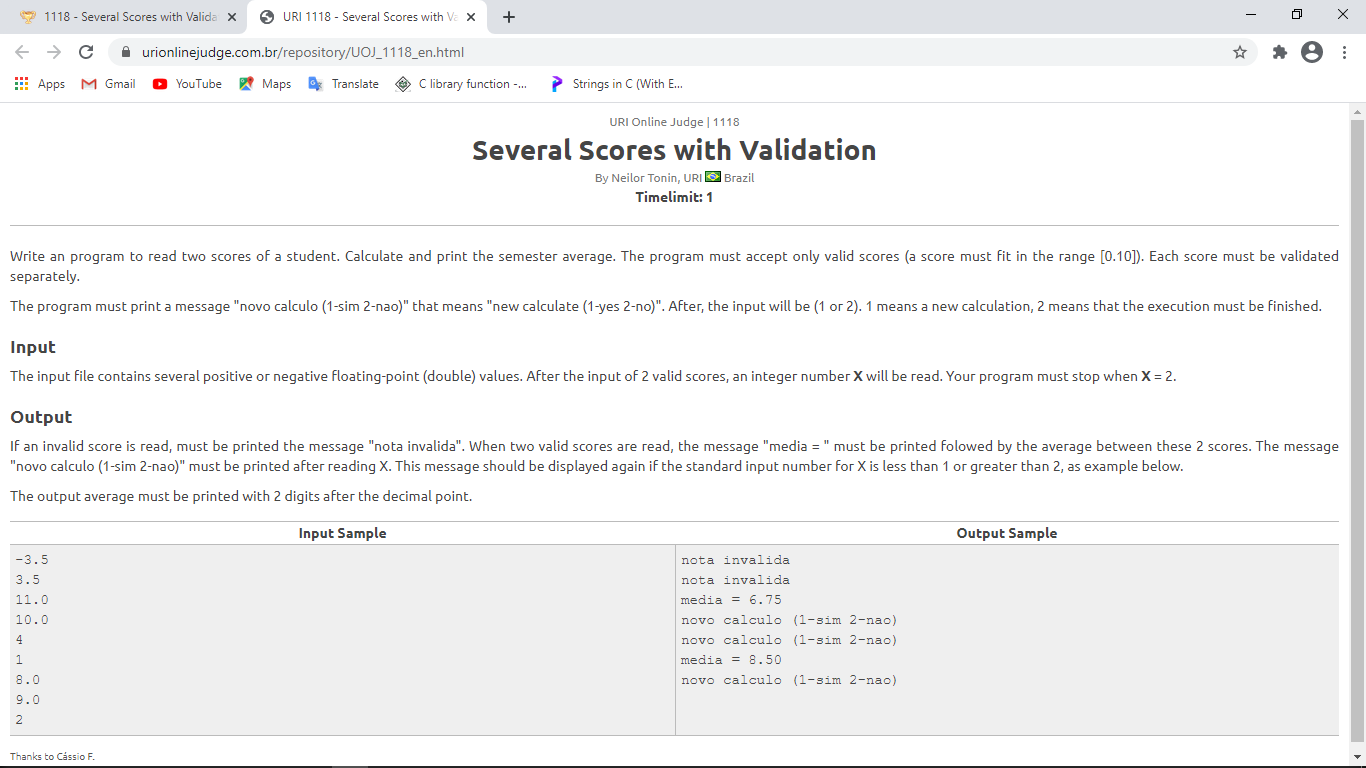 1118 - Several Scores with Valida
URI 1118 - Several Scores with Va
urionlinejudge.com.br/repository/UOJ_1118_en.html
Apps Gmail YouTube Maps Translate C library function -... Strings in C (With E...
URI Online Judge | 1118
Several Scores with Validation
By Neilor Tonin, URI Brazil
Timelimit: 1
Write an program to read two scores of a student. Calculate and print the semester average. The program must accept only valid scores (a score must fit in the range [0.10]). Each score must be validated
separately.
The program must print a message "novo calculo (1-sim 2-nao)" that means "new calculate (1-yes 2-no)". After, the input will be (1 or 2). 1 means a new calculation, 2 means that the execution must be finished.
Input
The input file contains several positive or negative floating-point (double) values. After the input of 2 valid scores, an integer number X will be read. Your program must stop when X = 2.
Output
If an invalid score is read, must be printed the message "nota invalida". When two valid scores are read, the message "media = " must be printed folowed by the average between these 2 scores. The message
"novo calculo (1-sim 2-nao)" must be printed after reading X. This message should be displayed again if the standard input number for X is less than 1 or greater than 2, as example below.
The output average must be printed with 2 digits after the decimal point.
Input Sample
Output Sample
-3.5
3.5
11.0
10.0
4
1
8.0
9.0
2
nota invalida
nota invalida
media = 6.75
novo calculo (1-sim 2-nao)
novo calculo (1-sim 2-nao)
media = 8.50
novo calculo (1-sim 2-nao)
Thanks to Cássio F.